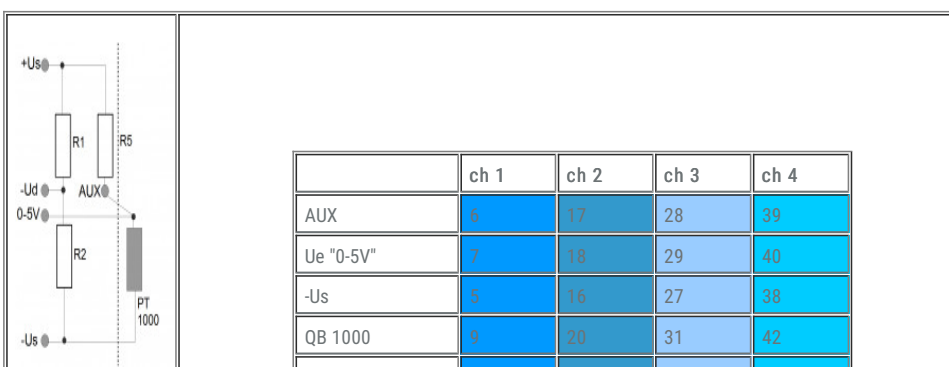 +Us
R1
R5
-Ud
AUX
0-5V
R2
PT
1000
-Us
ch 1 ch 2 ch 3 ch 4
AUX 6 17 28 39
Ue "0-5V" 7 18 29 40
-Us 5 16 27 38
QB 1000 9 20 31 42